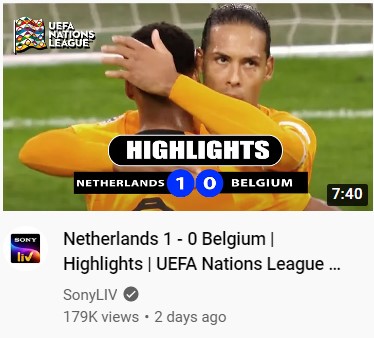 UEFA
NATIONS
LEAGUE™
HIGHLIGHTS
NETHERLANDS 1 0 BELGIUM
7:40
SONY
liv
Netherlands 1 - 0 Belgium |
Highlights | UEFA Nations League ...
SonyLIV
179K views • 2 days ago